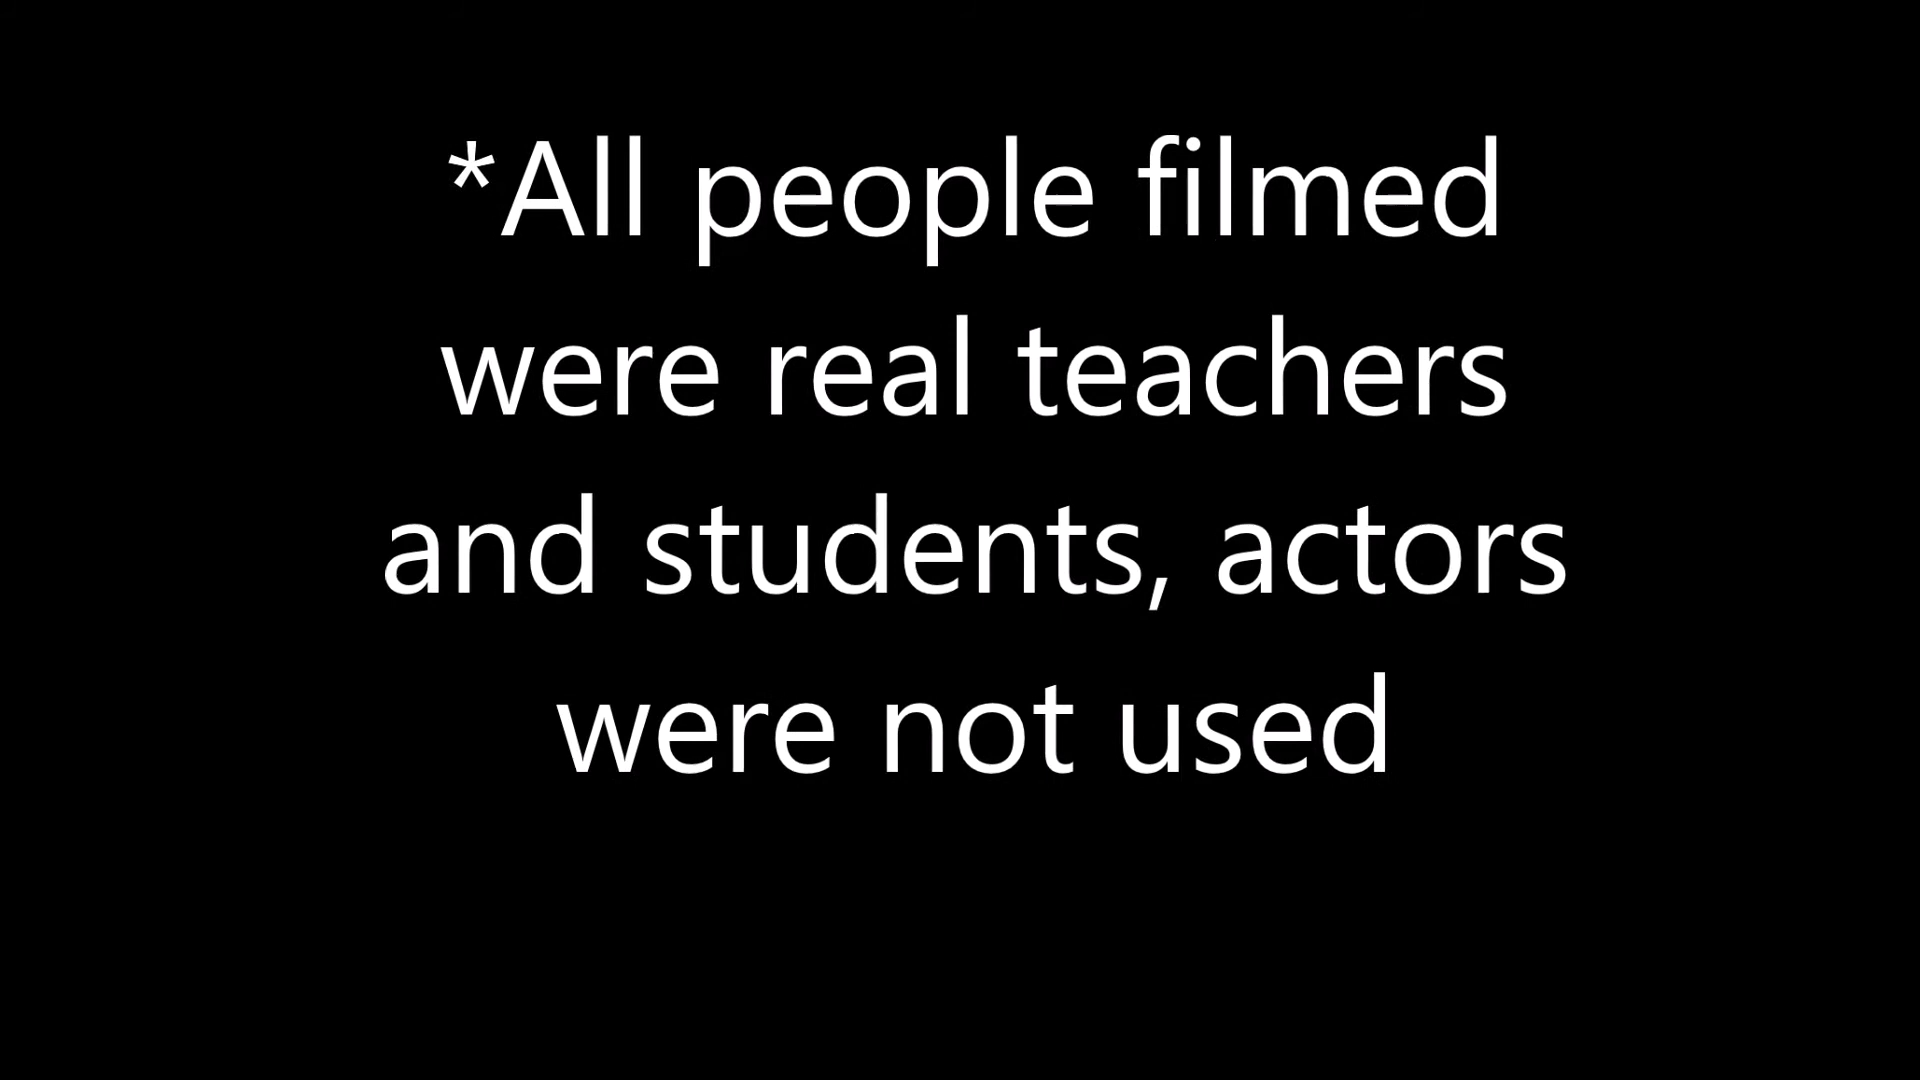 *All people filmed
were real teachers
and students, actors
were not used